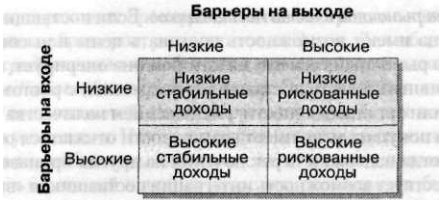 Барьеры на выходе
Низкие Высокие
Барьеры на входе
Низкие
Низкие стабильные доходы
Низкие рискованные доходы
Высокие
Высокие стабильные доходы
Высокие рискованные доходы